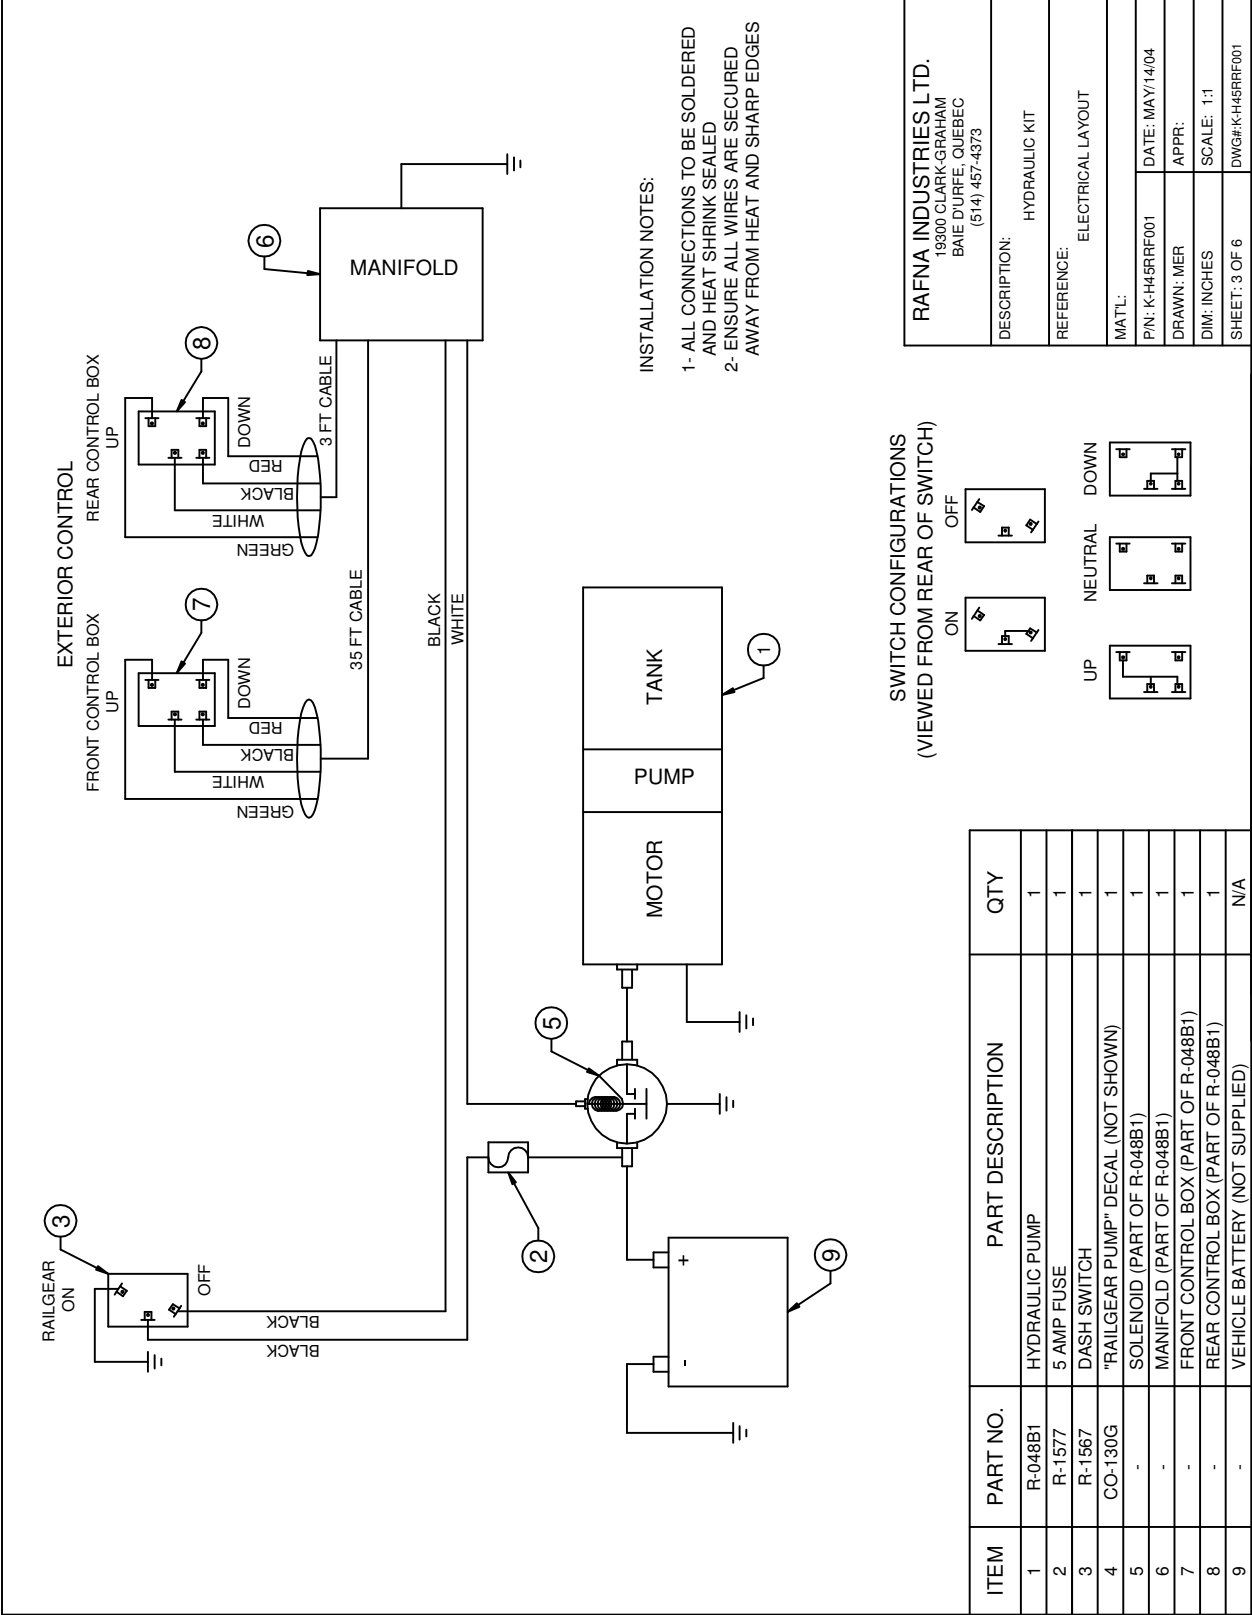 EXTERIOR CONTROL
RAILGEAR
ON
OFF
3
BLACK
BLACK
FRONT CONTROL BOX
UP
DOWN
7
GREEN
WHITE
BLACK
RED
35 FT CABLE
REAR CONTROL BOX
UP
DOWN
8
GREEN
WHITE
BLACK
RED
3 FT CABLE
6
MANIFOLD
BLACK
WHITE
2
5
9
+
-
MOTOR
PUMP
TANK
1
INSTALLATION NOTES:
1- ALL CONNECTIONS TO BE SOLDERED
AND HEAT SHRINK SEALED
2- ENSURE ALL WIRES ARE SECURED
AWAY FROM HEAT AND SHARP EDGES
SWITCH CONFIGURATIONS
(VIEWED FROM REAR OF SWITCH)
ON
OFF
UP
NEUTRAL
DOWN
ITEM PART NO. PART DESCRIPTION QTY
1 R-048B1 HYDRAULIC PUMP 1
2 R-1577 5 AMP FUSE 1
3 R-1567 DASH SWITCH 1
4 CO-130G "RAILGEAR PUMP" DECAL (NOT SHOWN) 1
5 - SOLENOID (PART OF R-048B1) 1
6 - MANIFOLD (PART OF R-048B1) 1
7 - FRONT CONTROL BOX (PART OF R-048B1) 1
8 - REAR CONTROL BOX (PART OF R-048B1) 1
9 - VEHICLE BATTERY (NOT SUPPLIED) N/A
RAFNA INDUSTRIES LTD.
19300 CLARK-GRAHAM
BAIE D'URFE, QUEBEC
(514) 457-4373
DESCRIPTION:
HYDRAULIC KIT
REFERENCE:
ELECTRICAL LAYOUT
MAT'L:
P/N: K-H45RRF001 DATE: MAY/14/04
DRAWN: MER APPR:
DIM: INCHES SCALE: 1:1
SHEET: 3 OF 6 DWG#:K-H45RRF001